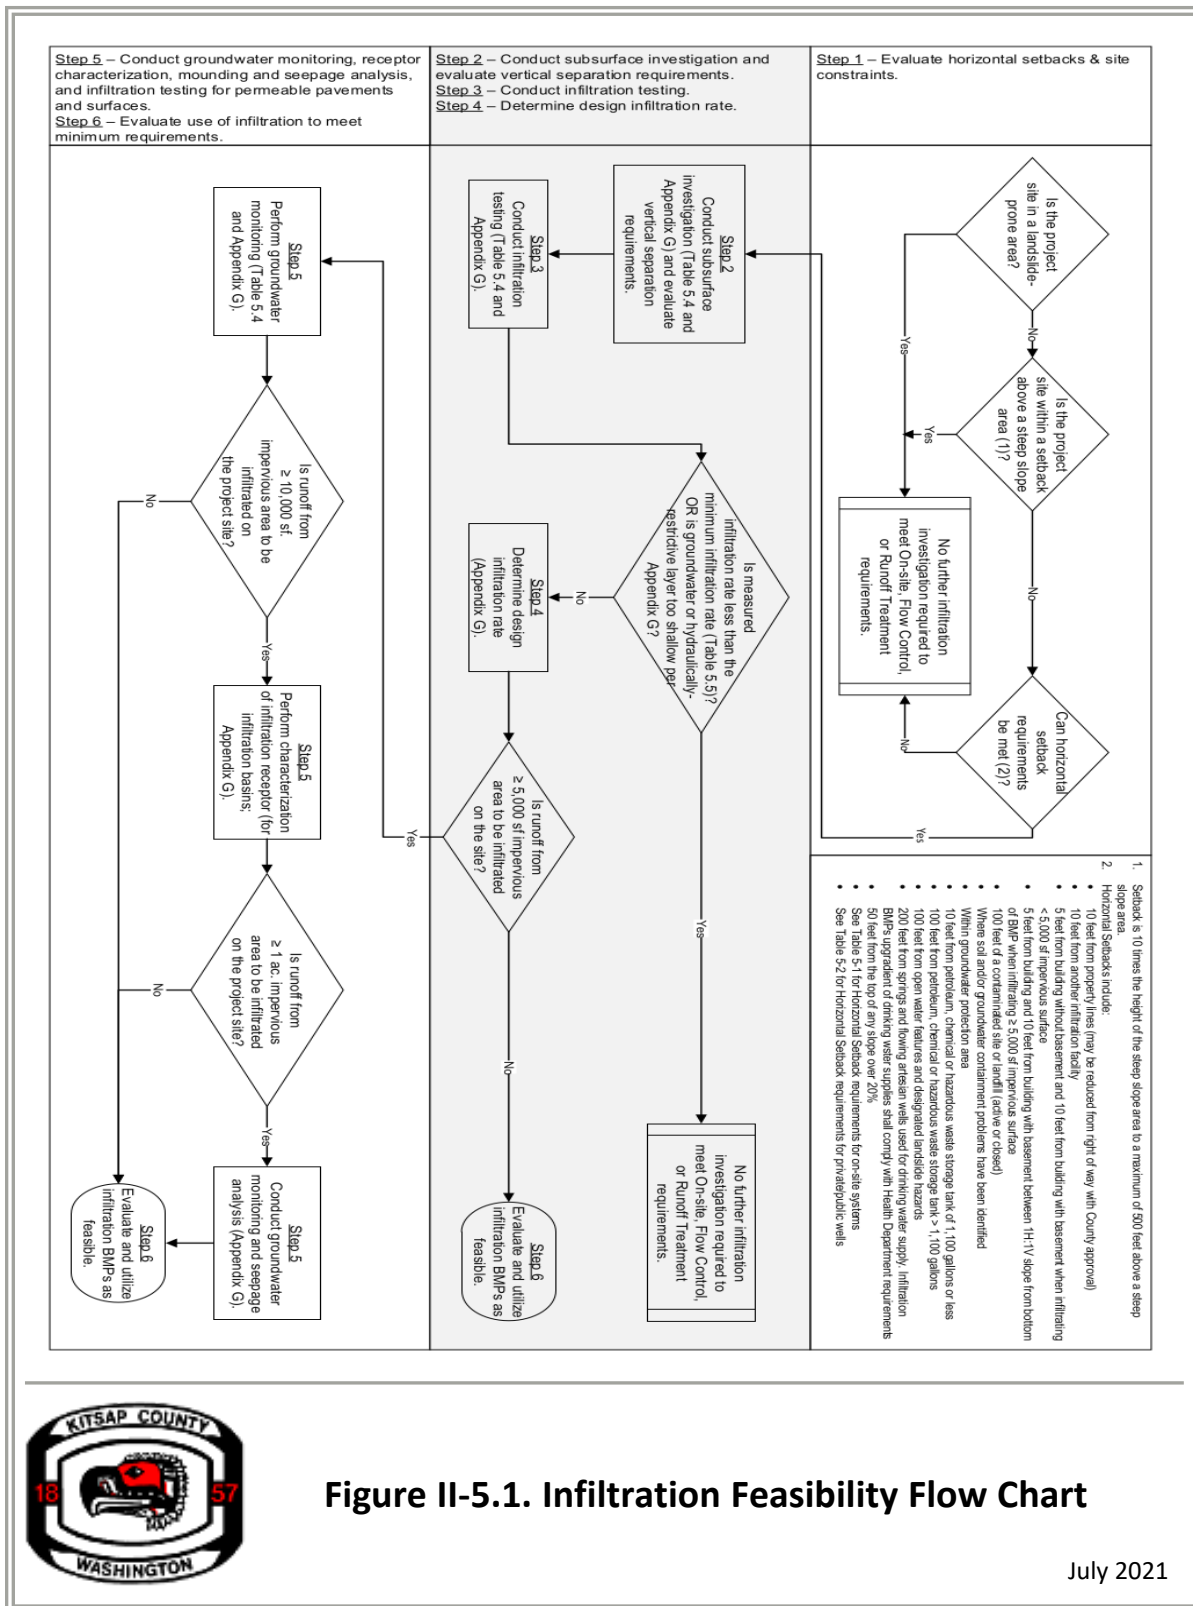 Step 5 – Conduct groundwater monitoring, receptor
characterization, mounding and seepage analysis,
and infiltration testing for permeable pavements
and surfaces.
Step 6 – Evaluate use of infiltration to meet
minimum requirements.
Step 2 – Conduct subsurface investigation and
evaluate vertical separation requirements.
Step 3 – Conduct infiltration testing.
Step 4 – Determine design infiltration rate.
Step 1 – Evaluate horizontal setbacks & site
constraints.
Is the project
site in a landslide-
prone area?
No
Yes
Is the project
site within a setback
above a steep slope
area (1)?
Yes
No
No further infiltration
investigation required to
meet On-site, Flow Control,
or Runoff Treatment
requirements.
Can horizontal
setback
requirements
be met (2)?
No
Yes
1. Setback is 10 times the height of the steep slope area to a maximum of 500 feet above a steep
slope area.
2. Horizontal Setbacks include:
• 10 feet from property lines (may be reduced from right of way with County approval)
• 10 feet from another infiltration facility
• 5 feet from building without basement and 10 feet from building with basement when infiltrating
< 5,000 sf impervious surface
• 5 feet from building and 10 feet from building with basement between 1H:1V slope from bottom
of BMP when infiltrating ≥ 5,000 sf impervious surface
• 100 feet of a contaminated site or landfill (active or closed)
• Where soil and/or groundwater containment problems have been identified
• Within groundwater protection area
• 10 feet from petroleum, chemical or hazardous waste storage tank of 1,100 gallons or less
• 100 feet from petroleum, chemical or hazardous waste storage tank > 1,100 gallons
• 100 feet from open water features and designated landslide hazards
• 200 feet from springs and flowing artesian wells used for drinking water supply. Infiltration
BMPs upgradient of drinking wster supplies shall comply with Health Department requirements
• 50 feet from the top of any slope over 20%
• See Table 5-1 for Horizontal Setback requirements for on-site systems
• See Table 5-2 for Horizontal Setback requirements for private/public wells
Step 2
Conduct subsurface
investigation (Table 5.4 and
Appendix G) and evaluate
vertical separation
requirements.
Step 3
Conduct infiltration
testing (Table 5.4 and
Appendix G).
Is measured
infiltration rate less than the
minimum infiltration rate (Table 5.5)?
OR is groundwater or hydraulically-
restrictive layer too shallow per
Appendix G?
No
Yes
No further infiltration
investigation required to
meet On-site, Flow Control,
or Runoff Treatment
requirements.
Step 4
Determine design
infiltration rate
(Appendix G).
Is runoff from
≥ 5,000 sf impervious
area to be infiltrated
on the site?
Yes
No
Step 6
Evaluate and utilize
infiltration BMPs as
feasible.
Step 5
Perform groundwater
monitoring (Table 5.4
and Appendix G).
Is runoff from
≥ 10,000 sf.
impervious area to be
infiltrated on
the project site?
No
Yes
Step 5
Perform characterization
of infiltration receptor (for
infiltration basins;
Appendix G).
Is runoff from
≥ 1 ac. impervious
area to be infiltrated
on the project site?
No
Yes
Step 5
Conduct groundwater
monitoring and seepage
analysis (Appendix G).
Step 6
Evaluate and utilize
infiltration BMPs as
feasible.
KITSAP COUNTY
18 57
WASHINGTON
Figure II-5.1. Infiltration Feasibility Flow Chart
July 2021